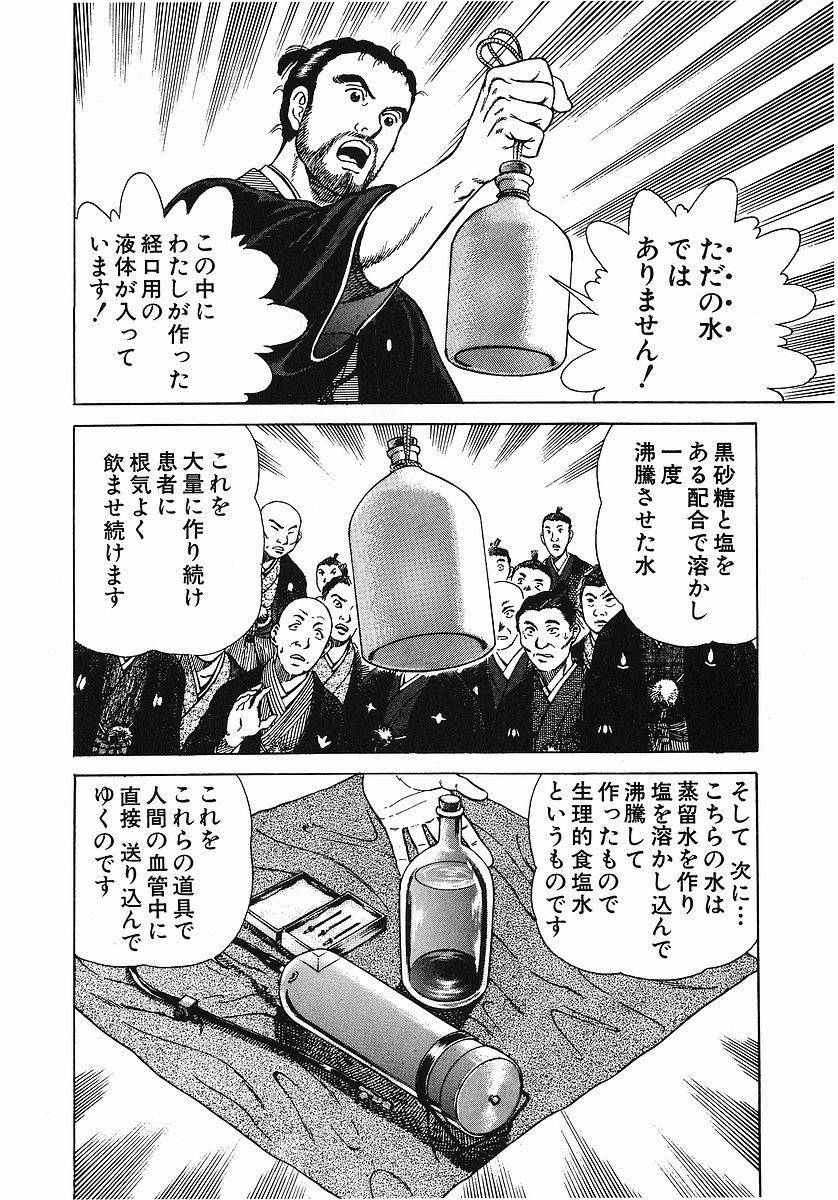 ただの水
では
ありません！
この中に
わたしが作った
経口用の
液体が入って
います！
黒砂糖と塩を
ある配合で溶かし
一度
沸騰させた水
これを
大量に作り続け
患者に
根気よく
飲ませ続けます
そして 次に…
こちらの水は
蒸留水を作り
塩を溶かし込んで
沸騰して
作ったもので
生理的食塩水
というものです
これを
これらの道具で
人間の血管中に
直接 送り込んで
ゆくのです